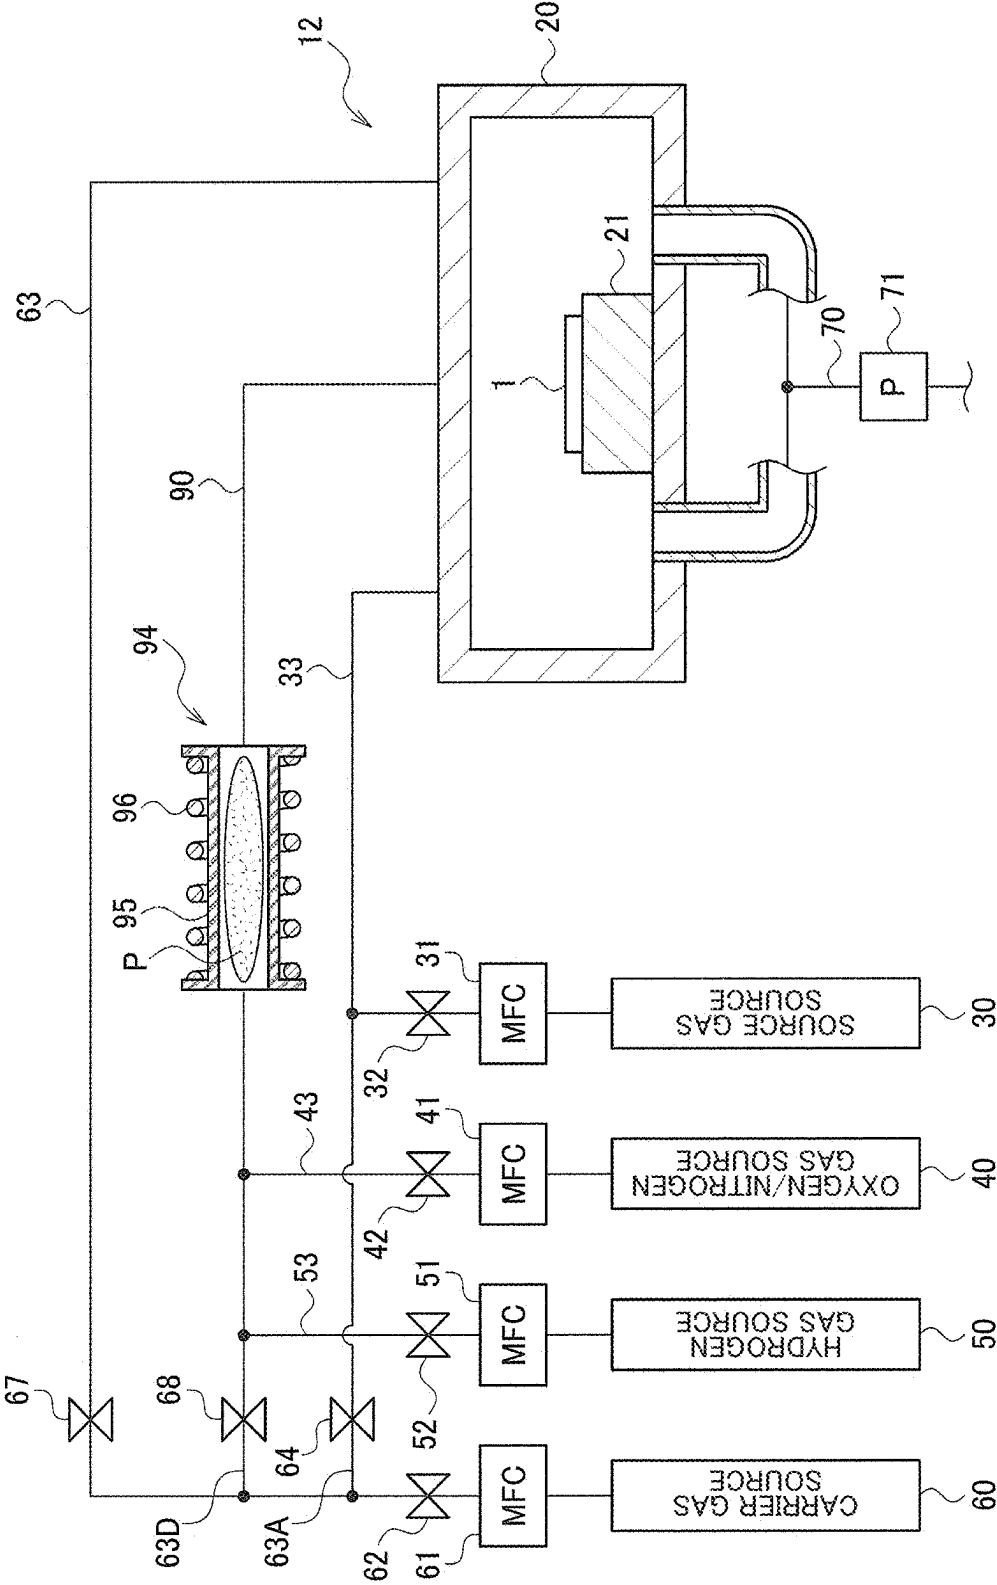 67
63
P
95
96
94
63D
68
90
63A
64
53
43
33
12
62
42
32
61
52
51
41
31
MFC
MFC
MFC
MFC
1
20
21
CARRIER GAS
SOURCE
HYDROGEN
GAS SOURCE
OXYGEN/NITROGEN
GAS SOURCE
SOURCE GAS
SOURCE
70
71
P
60
50
40
30